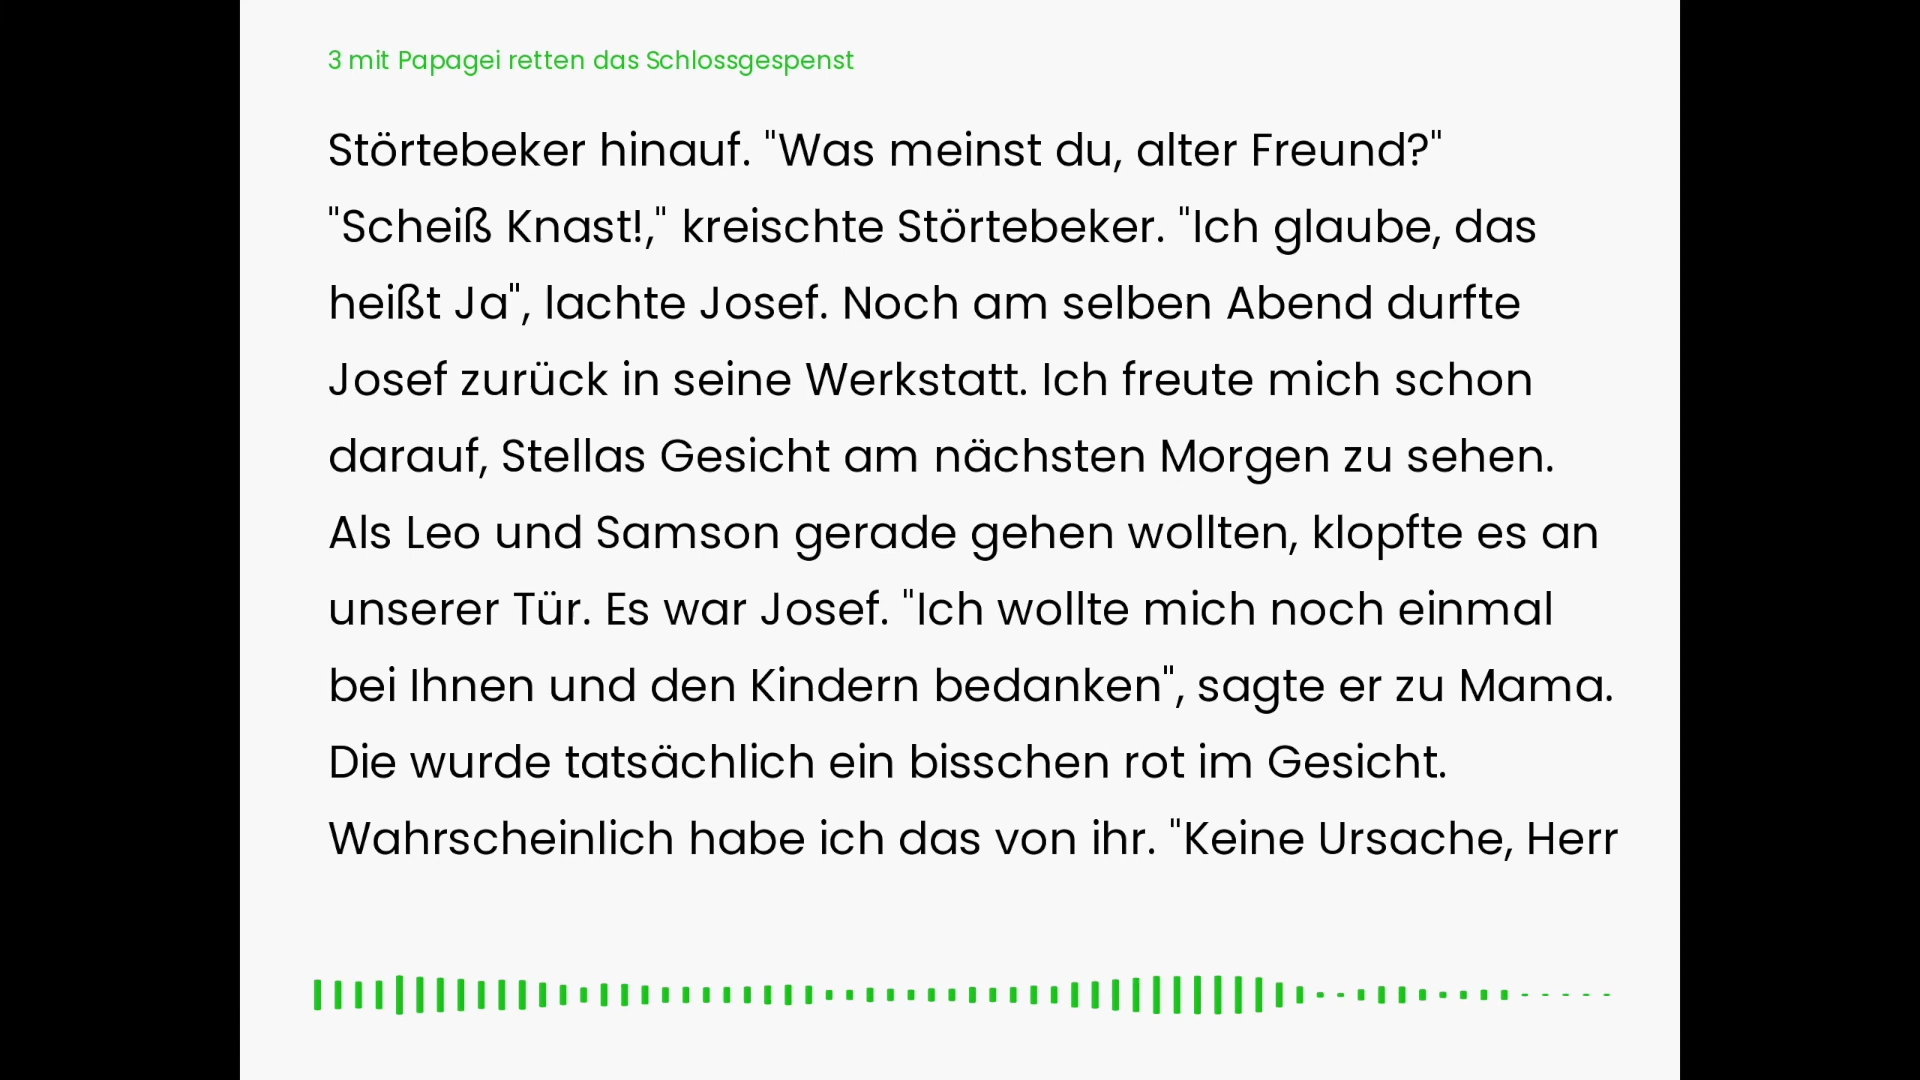 3 mit Papagei retten das Schlossgespenst
Störtebeker hinauf. "Was meinst du, alter Freund?"
"Scheiß Knast!," kreischte Störtebeker. "Ich glaube, das
heißt Ja", lachte Josef. Noch am selben Abend durfte
Josef zurück in seine Werkstatt. Ich freute mich schon
darauf, Stellas Gesicht am nächsten Morgen zu sehen.
Als Leo und Samson gerade gehen wollten, klopfte es an
unserer Tür. Es war Josef. "Ich wollte mich noch einmal
bei Ihnen und den Kindern bedanken", sagte er zu Mama.
Die wurde tatsächlich ein bisschen rot im Gesicht.
Wahrscheinlich habe ich das von ihr. "Keine Ursache, Herr